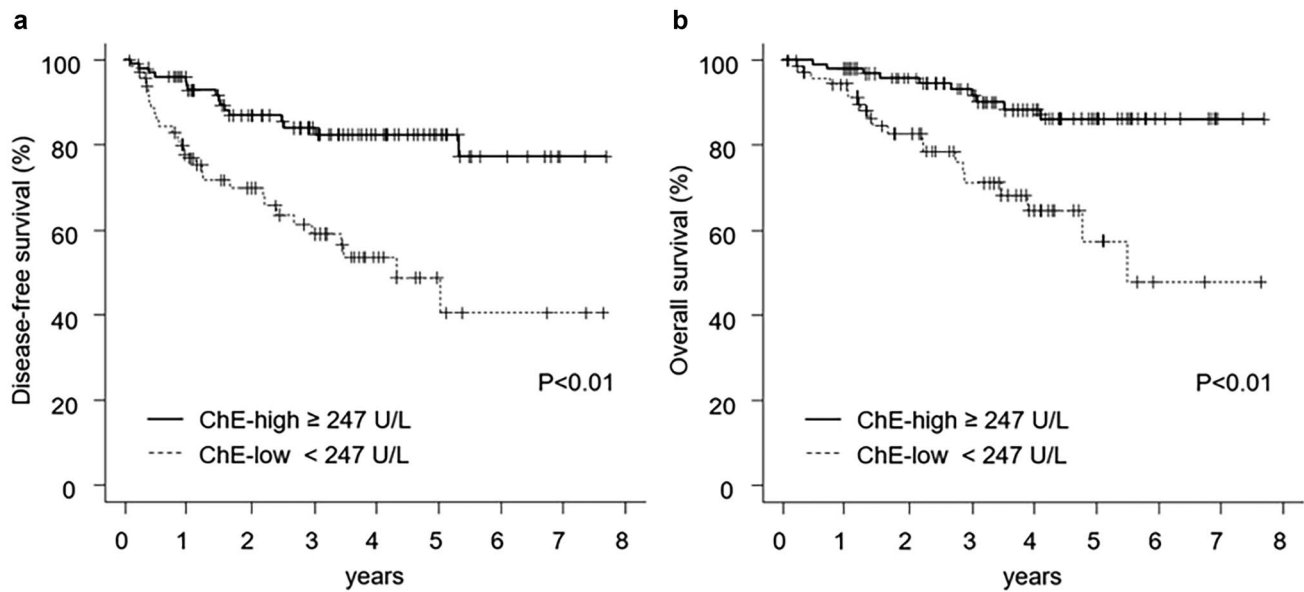 a
Disease-free survival (%)
100
80
60
40
20
0
P<0.01
ChE-high ≥ 247 U/L
ChE-low < 247 U/L
0 1 2 3 4 5 6 7 8
years
b
Overall survival (%)
100
80
60
40
20
0
P<0.01
ChE-high ≥ 247 U/L
ChE-low < 247 U/L
0 1 2 3 4 5 6 7 8
years